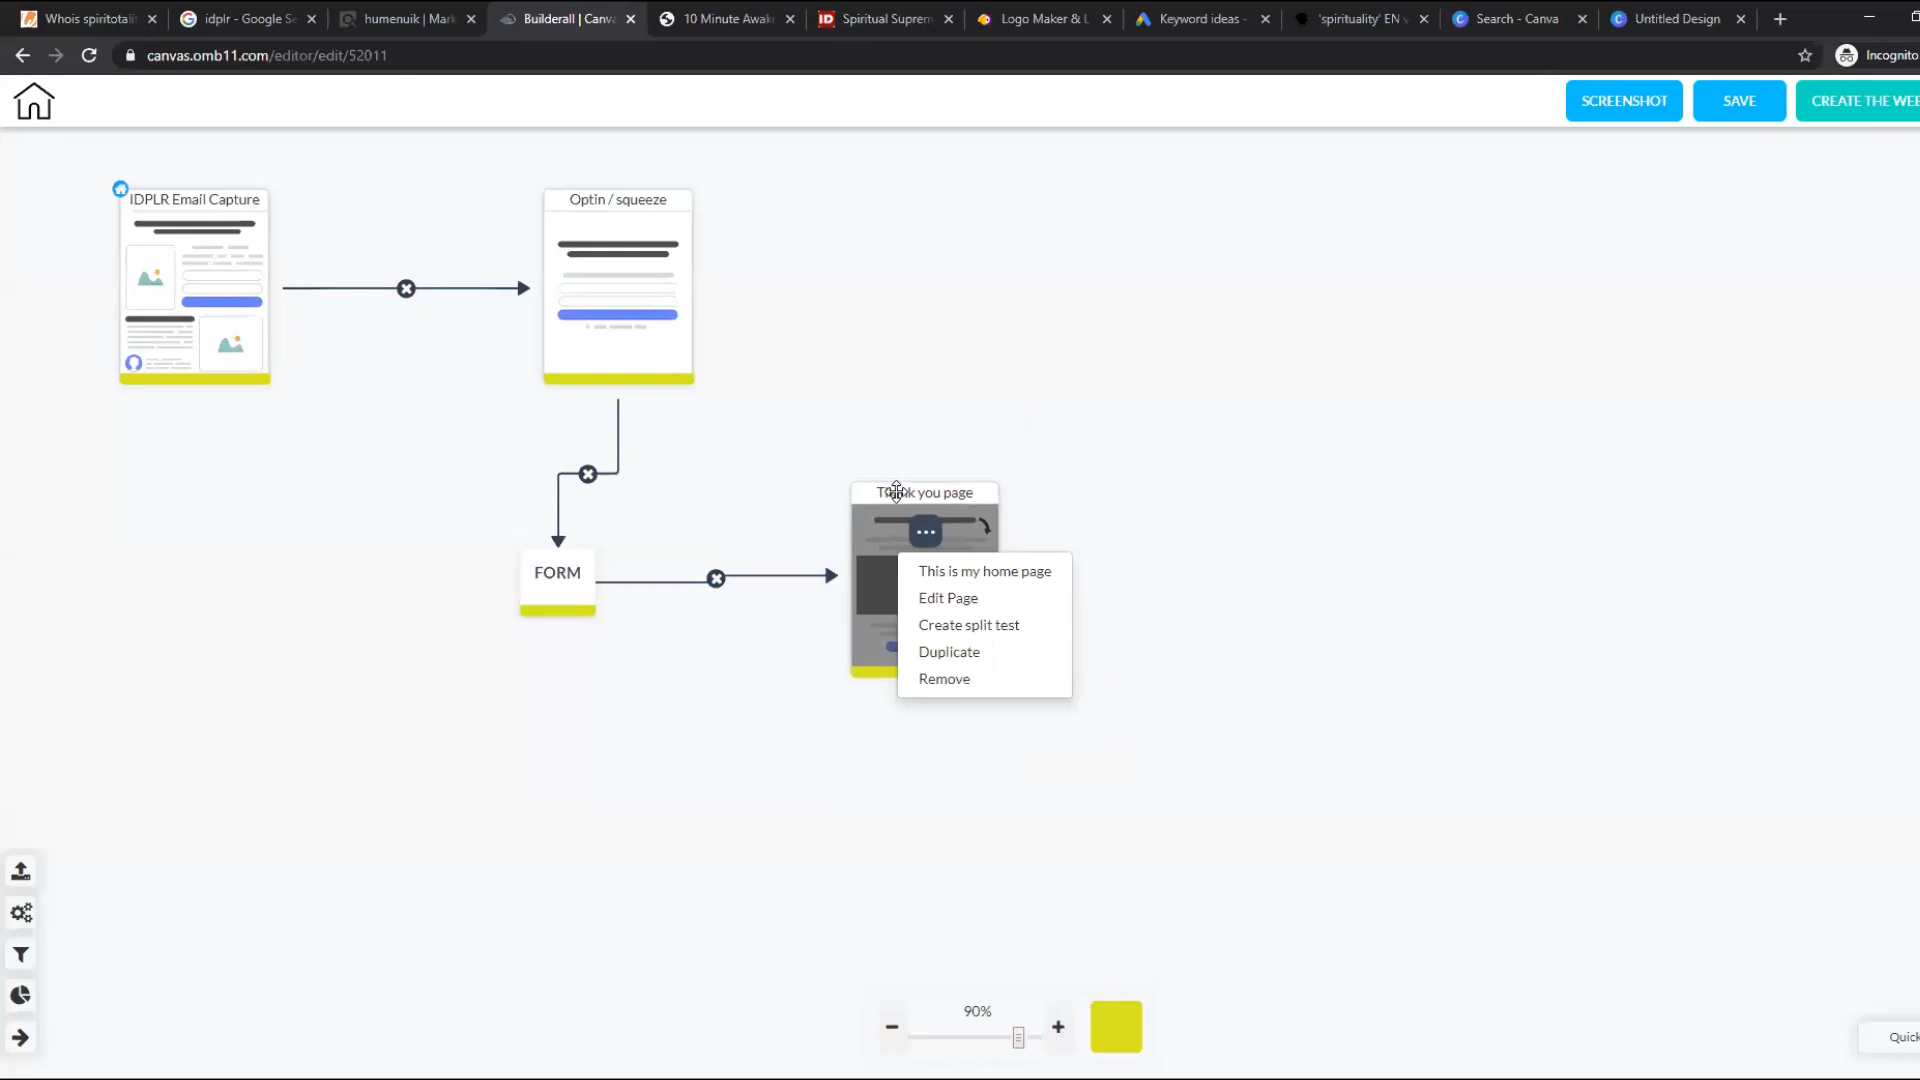 Whois spiritotali
idplr - Google Se
humenuik | Mark
Builderall | Canva
10 Minute Awak
ID
Spiritual Suprem
Logo Maker & L
Keyword ideas -
'spirituality' EN v
Search - Canva
Untitled Design
canvas.omb11.com/editor/edit/52011
Incognito
SCREENSHOT
SAVE
CREATE THE WE
IDPLR Email Capture
Optin / squeeze
you page
This is my home page
FORM
Edit Page
Create split test
Duplicate
Remove
90%
Quick